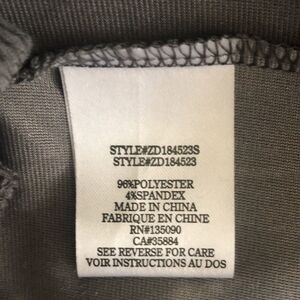 STYLE#ZD184523S
STYLE#ZD184523
96%POLYESTER
4%SPANDEX
MADE IN CHINA
FABRIQUE EN CHINE
RN#135090
CA#35884
SEE REVERSE FOR CARE
VOIR INSTRUCTIONS AU DOS